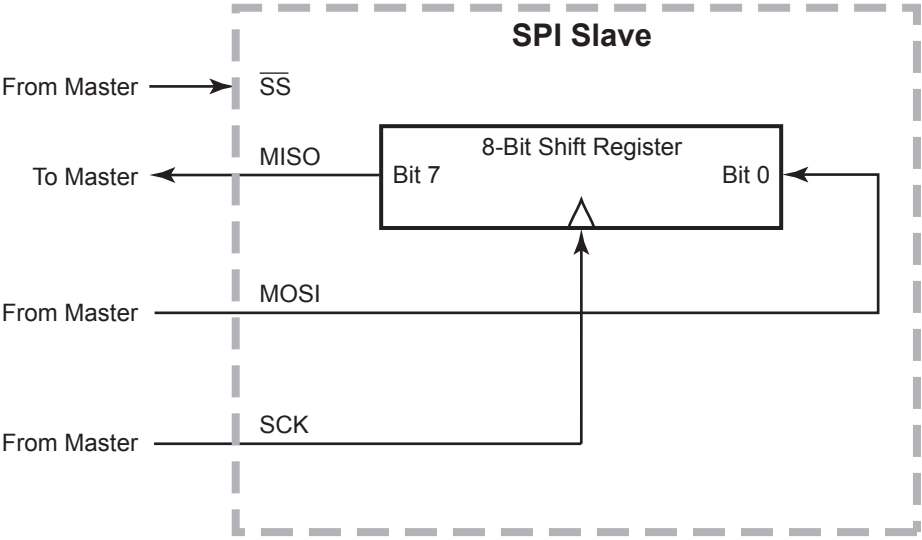 SPI Slave
From Master
S̅S̅
To Master
MISO
8-Bit Shift Register
Bit 7
Bit 0
From Master
MOSI
From Master
SCK